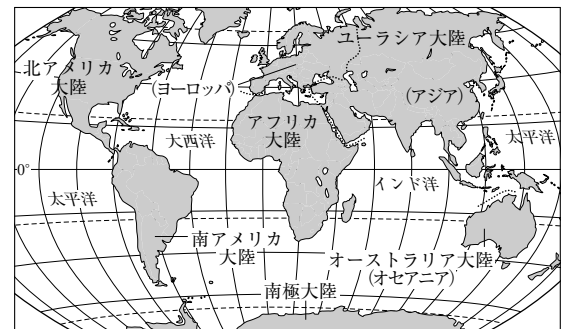 ユーラシア大陸
北アメリカ
大陸
(ヨーロッパ)
(アジア)
アフリカ
大陸
大西洋
太平洋
0°
インド洋
太平洋
南アメリカ
大陸
オーストラリア大陸
(オセアニア)
南極大陸